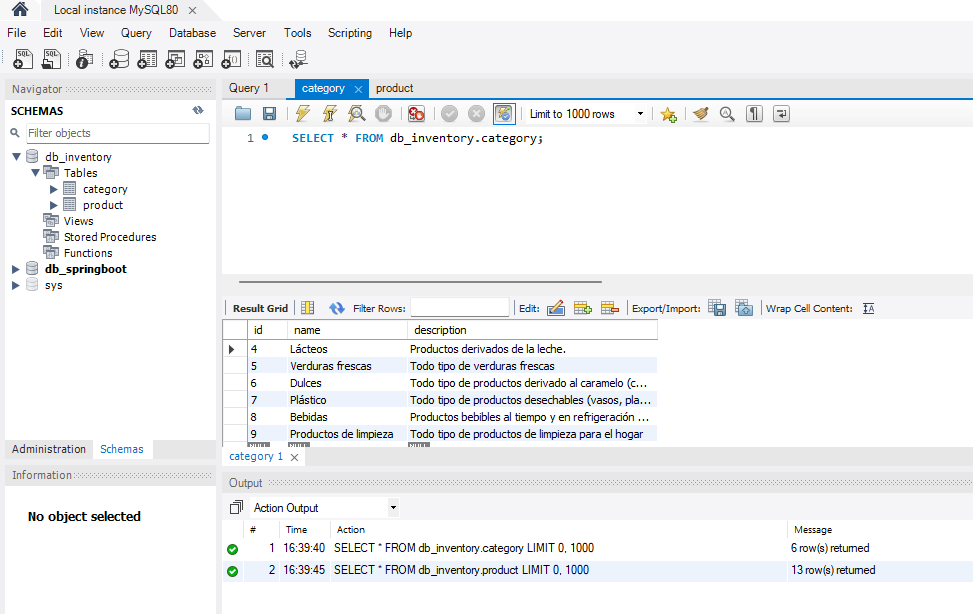 Local instance MySQL80
File Edit View Query Database Server Tools Scripting Help
Navigator
SCHEMAS
Filter objects
db_inventory
Tables
category
product
Views
Stored Procedures
Functions
db_springboot
sys
Administration Schemas
Information
No object selected
Query 1 category product
Limit to 1000 rows
1 SELECT * FROM db_inventory.category;
Result Grid Filter Rows: Edit: Export/Import: Wrap Cell Content:
id name description
4 Lácteos Productos derivados de la leche.
5 Verduras frescas Todo tipo de verduras frescas
6 Dulces Todo tipo de productos derivado al caramelo (c...
7 Plástico Todo tipo de productos desechables (vasos, pla...
8 Bebidas Productos bebibles al tiempo y en refrigeración ...
9 Productos de limpieza Todo tipo de productos de limpieza para el hogar
category 1
Output
Action Output
# Time Action Message
1 16:39:40 SELECT * FROM db_inventory.category LIMIT 0, 1000 6 row(s) returned
2 16:39:45 SELECT * FROM db_inventory.product LIMIT 0, 1000 13 row(s) returned